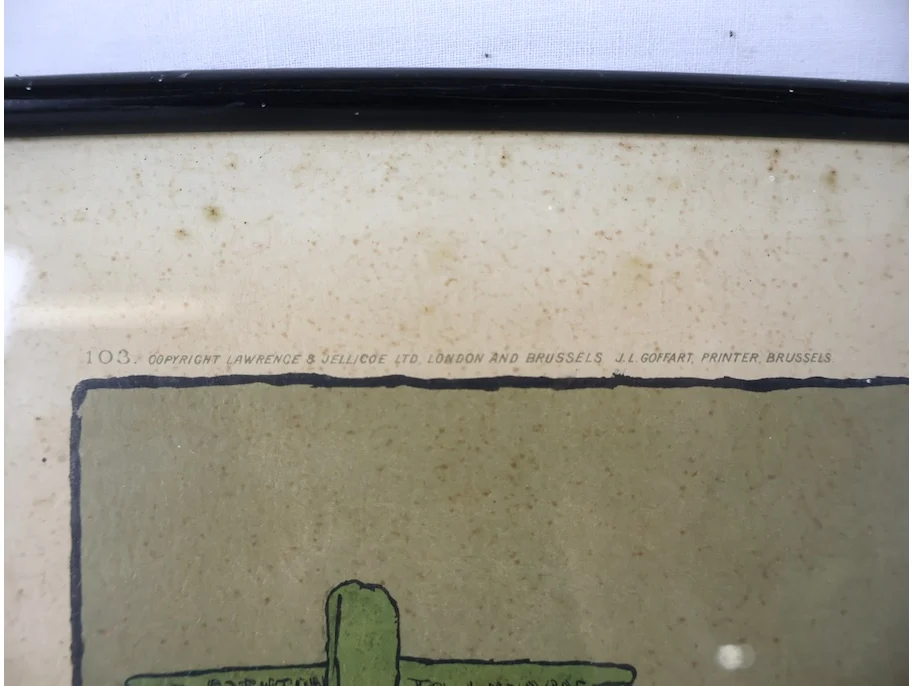 103. COPYRIGHT LAWRENCE & JELLICOE LTD, LONDON AND BRUSSELS J.L. GOFFART, PRINTER, BRUSSELS